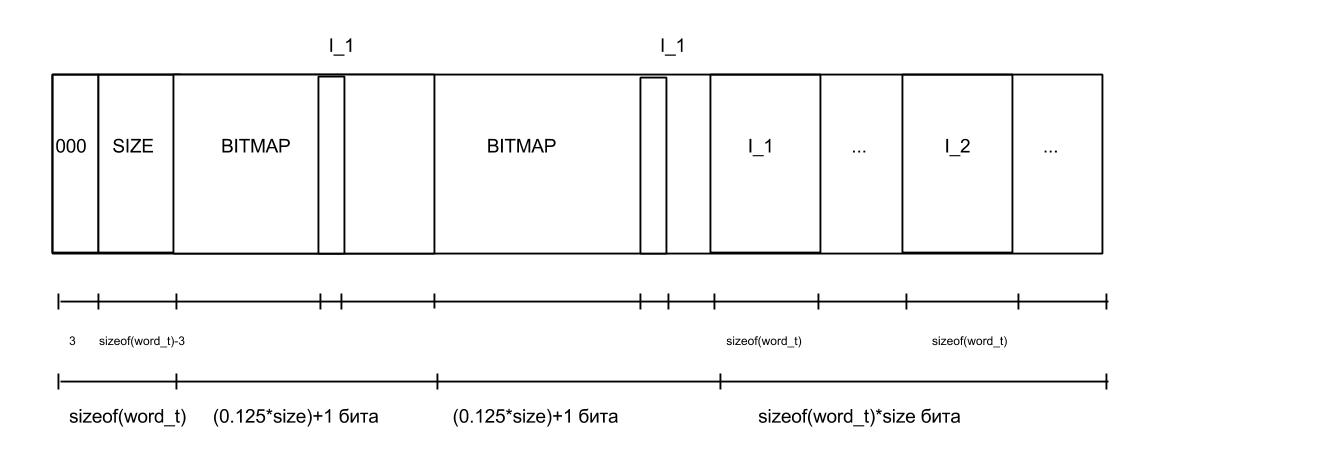 I_1 I_1
000 SIZE BITMAP BITMAP I_1 ... I_2 ...
3 sizeof(word_t)-3 sizeof(word_t) sizeof(word_t)
sizeof(word_t) (0.125*size)+1 бита (0.125*size)+1 бита sizeof(word_t)*size бита